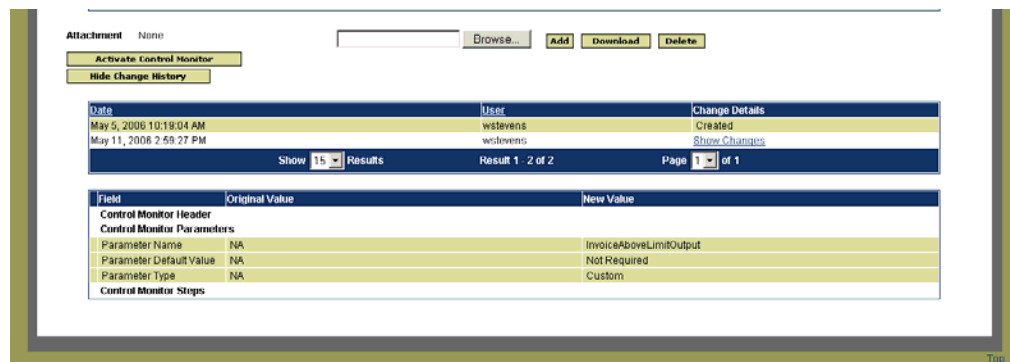 Attachment None Browse... Add Download Delete
Activate Control Monitor
Hide Change History
Date User Change Details
May 5, 2006 10:19:04 AM wstevens Created
May 11, 2006 2:59:27 PM wstevens Show Changes
Show 15 Results Result 1 - 2 of 2 Page 1 of 1
Field Original Value New Value
Control Monitor Header
Control Monitor Parameters
Parameter Name NA InvoiceAboveLimitOutput
Parameter Default Value NA Not Required
Parameter Type NA Custom
Control Monitor Steps
Top